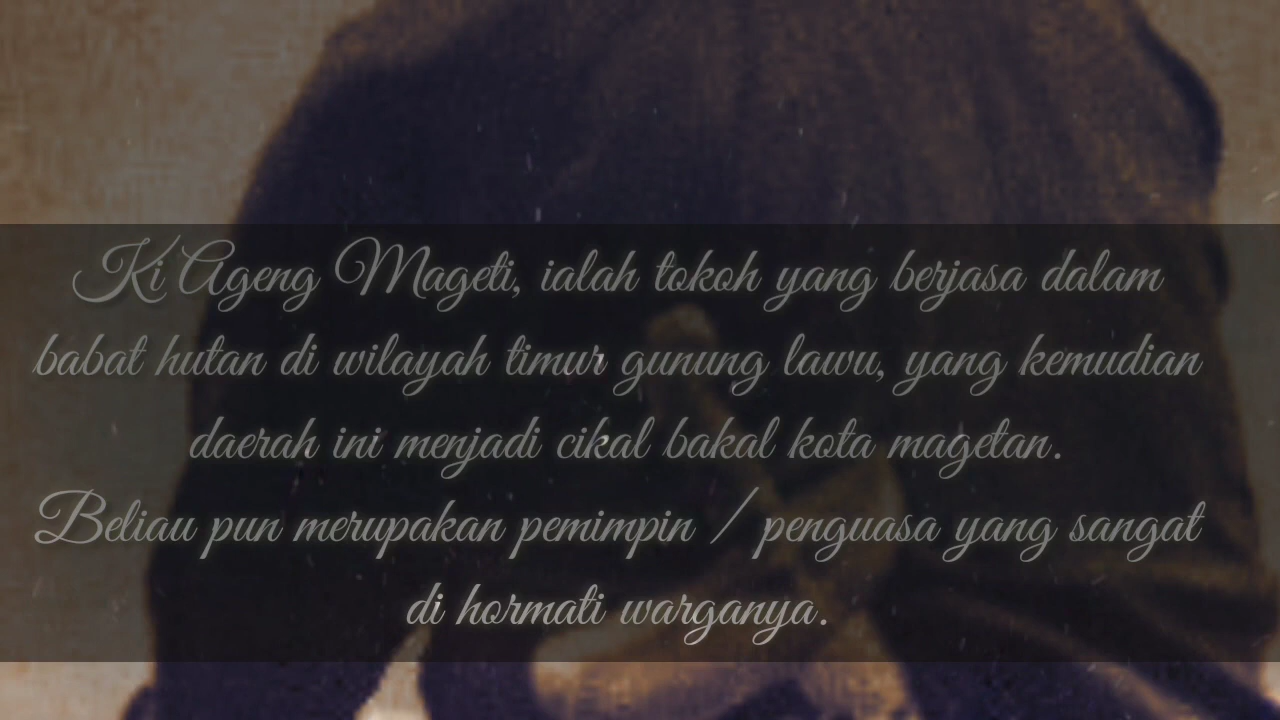 Ki Ageng Mageti, ialah tokoh yang berjasa dalam
babat hutan di wilayah timur gunung lawu, yang kemudian
daerah ini menjadi cikal bakal kota magetan.
Beliau pun merupakan pemimpin / penguasa yang sangat
di hormati warganya.